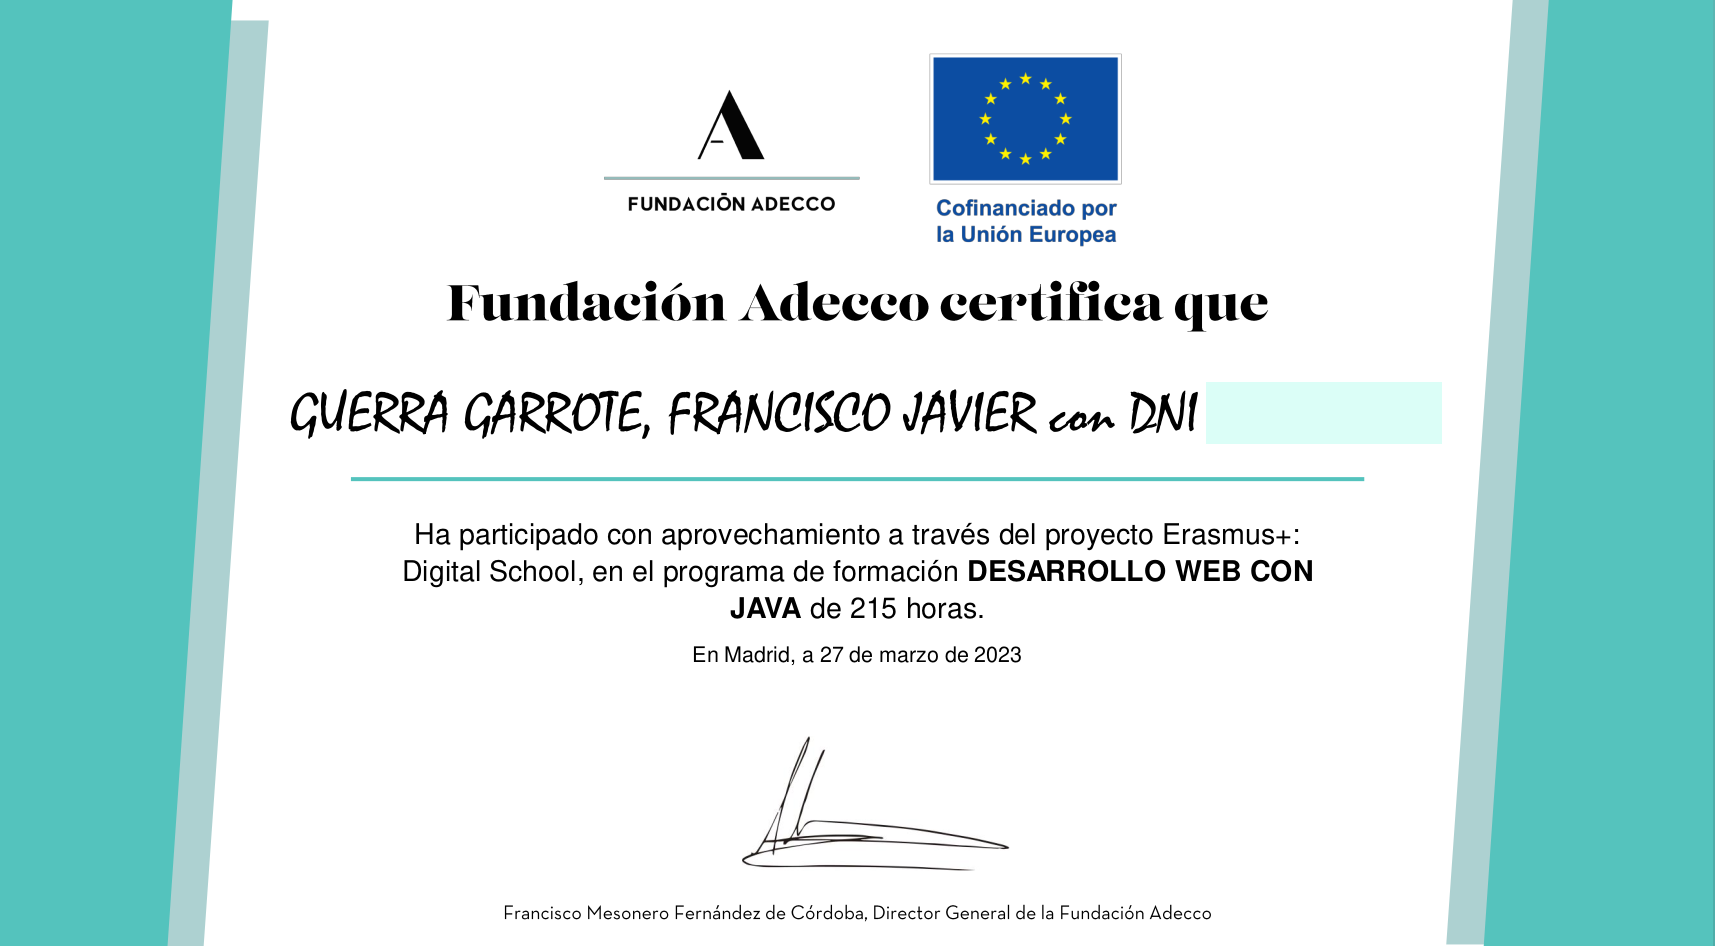 A
FUNDACIÓN ADECCO
Cofinanciado por
la Unión Europea
Fundación Adecco certifica que
GUERRA GARROTE, FRANCISCO JAVIER con DNI
Ha participado con aprovechamiento a través del proyecto Erasmus+:
Digital School, en el programa de formación DESARROLLO WEB CON
JAVA de 215 horas.
En Madrid, a 27 de marzo de 2023
Francisco Mesonero Fernández de Córdoba, Director General de la Fundación Adecco